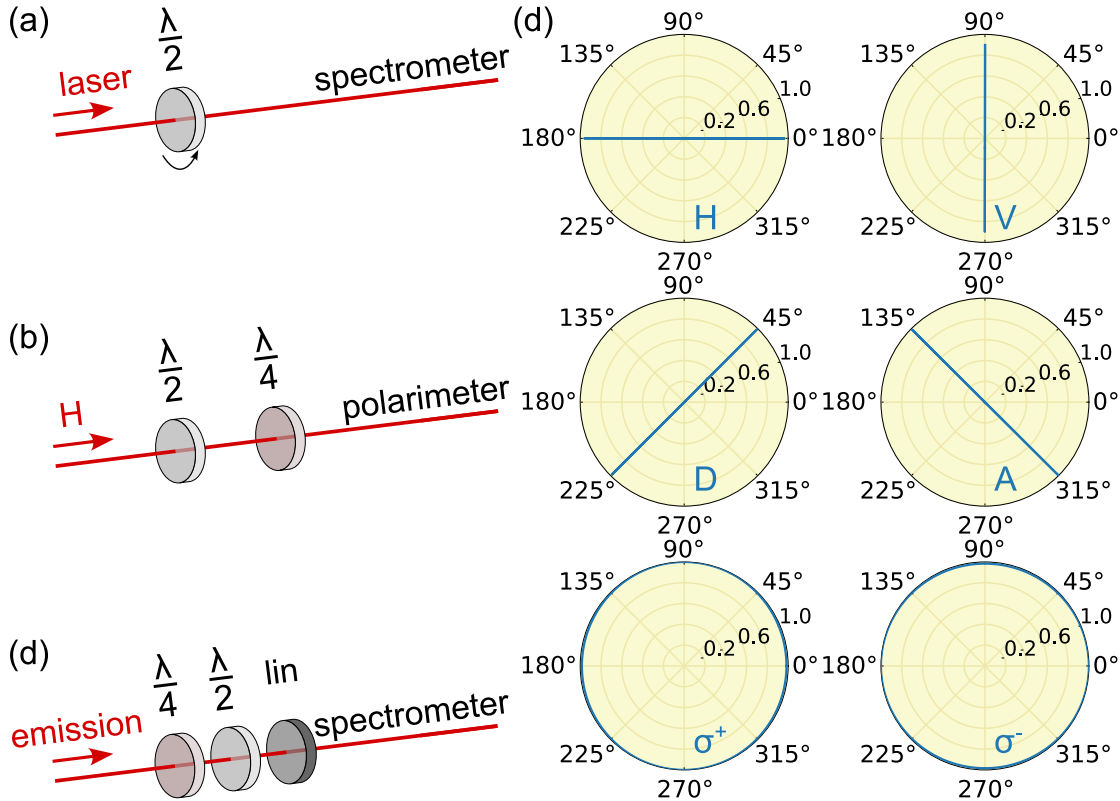 (a)
λ
2
laser
spectrometer
(b)
λ
2
λ
4
H
polarimeter
(d)
λ
4
λ
2
lin
emission
spectrometer
(d)
90°
135° 45°
1.0
0.2 0.6
180° 0°
H
225° 315°
270°
90°
135° 45°
1.0
0.2 0.6
180° 0°
V
225° 315°
270°
90°
135° 45°
1.0
0.2 0.6
180° 0°
D
225° 315°
270°
90°
135° 45°
1.0
0.2 0.6
180° 0°
A
225° 315°
270°
90°
135° 45°
1.0
0.2 0.6
180° 0°
σ⁺
225° 315°
270°
90°
135° 45°
1.0
0.2 0.6
180° 0°
σ⁻
225° 315°
270°